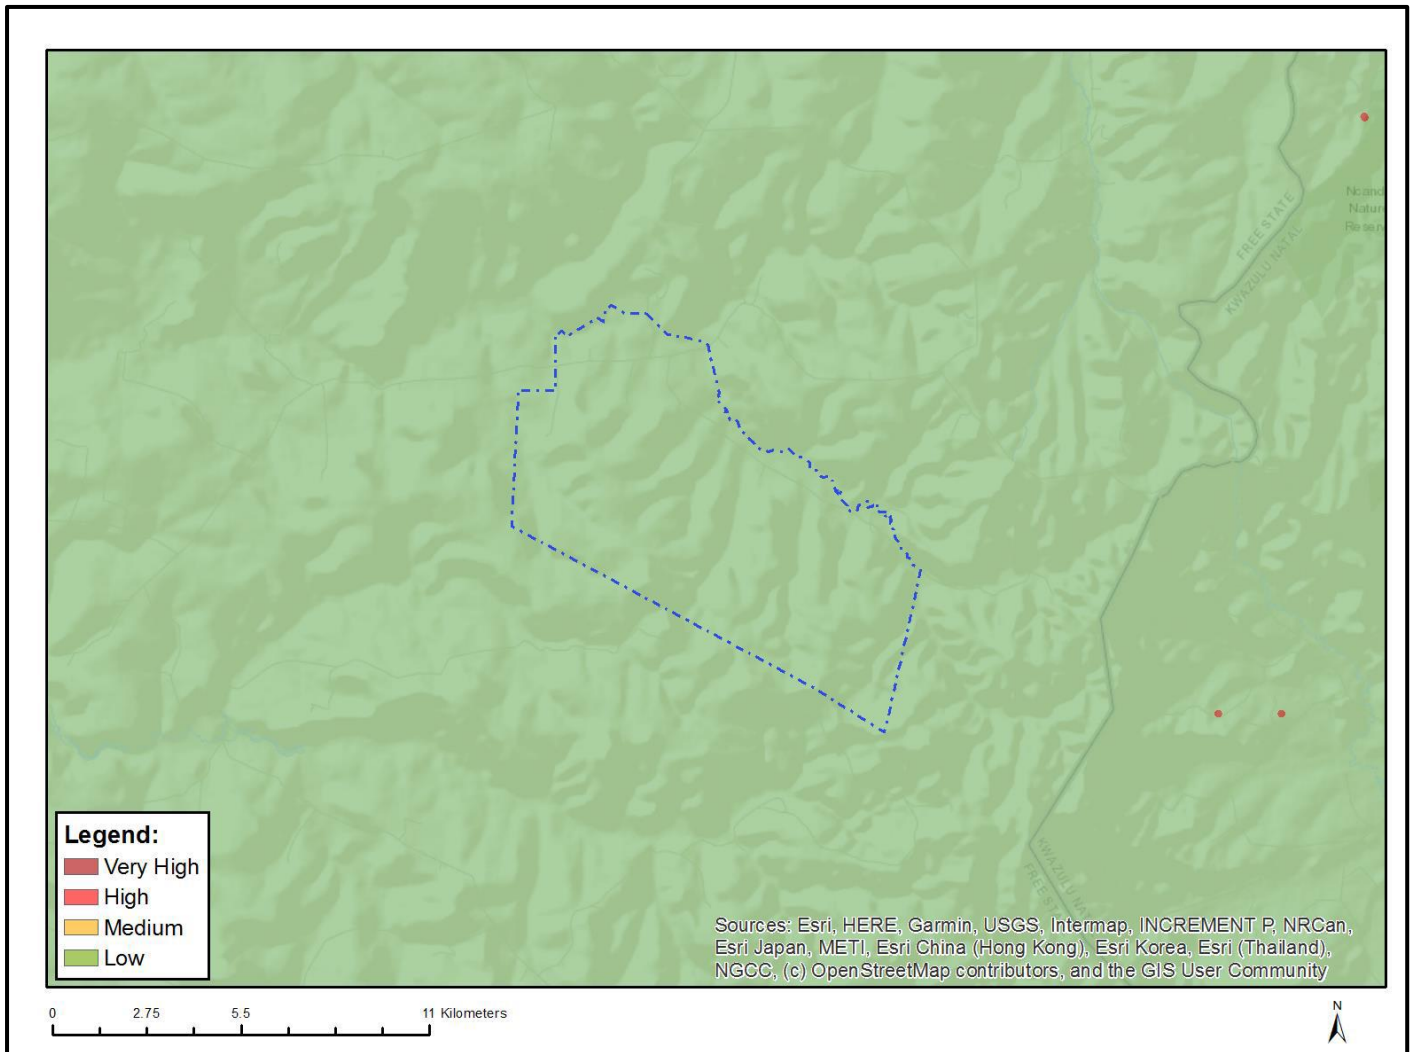 FREE STATE
KWAZULU NATAL
Legend:
Very High
High
Medium
Low
Sources: Esri, HERE, Garmin, USGS, Intermap, INCREMENT P, NRCan,
Esri Japan, METI, Esri China (Hong Kong), Esri Korea, Esri (Thailand),
NGCC, (c) OpenStreetMap contributors, and the GIS User Community
0 2.75 5.5 11 Kilometers
N